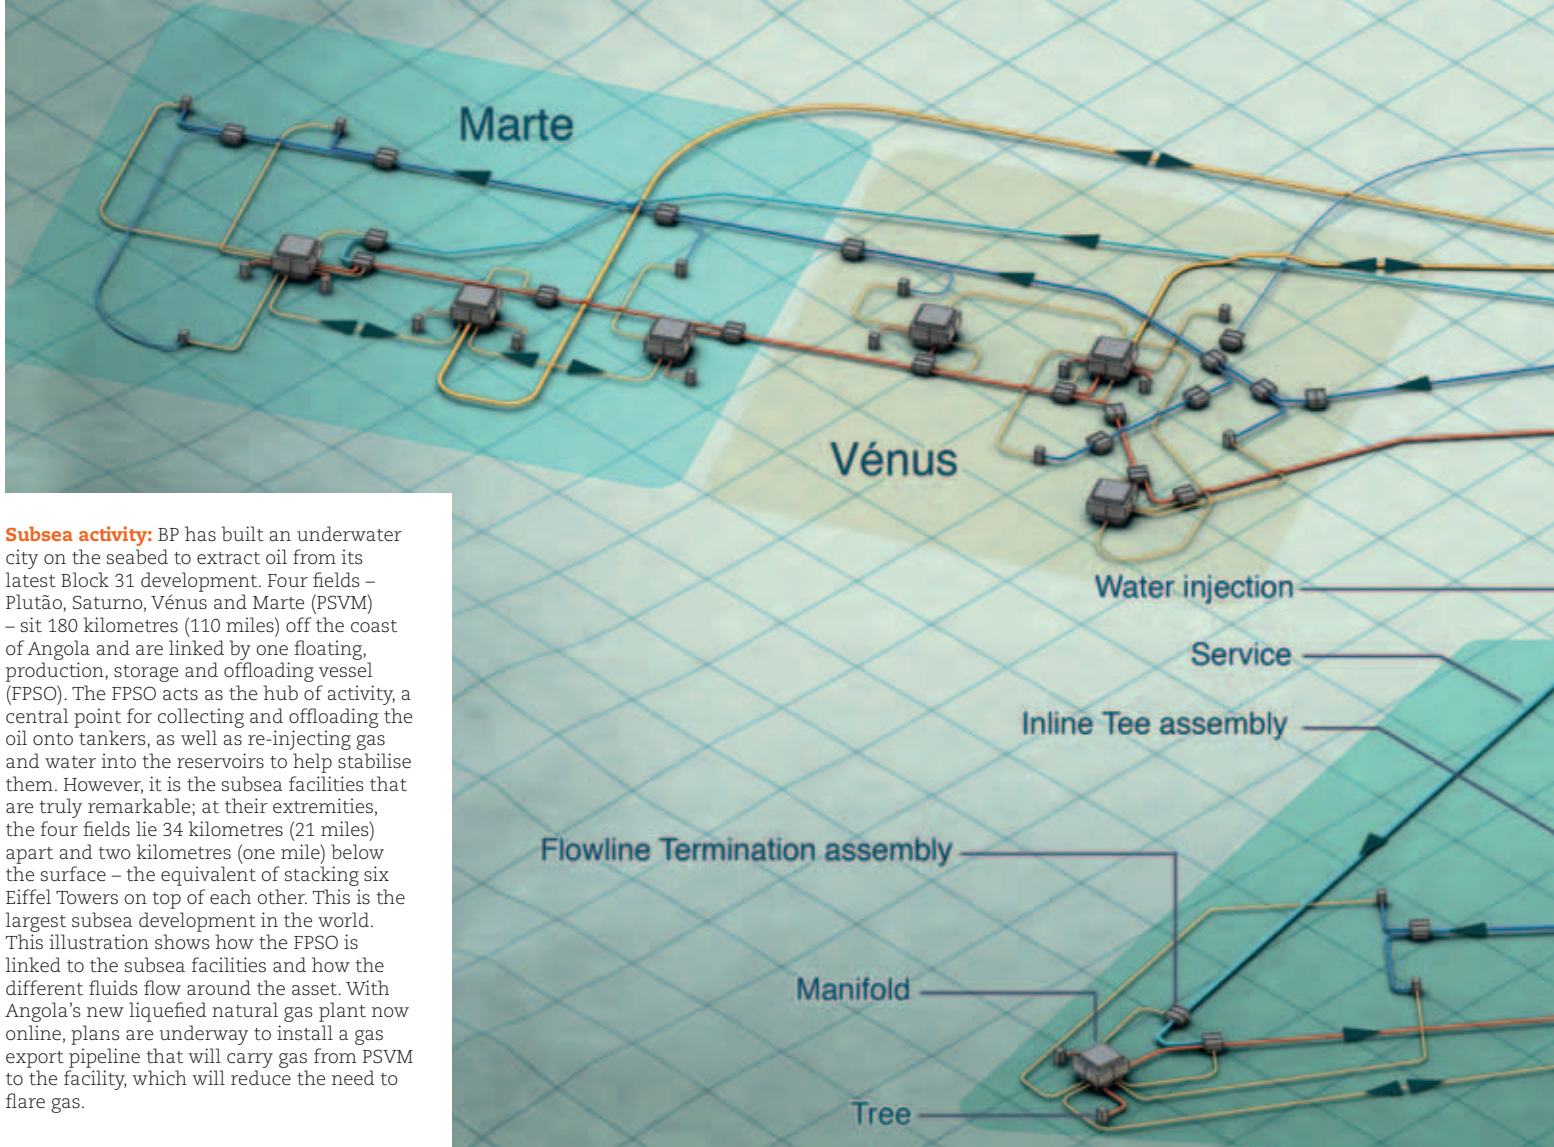 Marte
Vénus
Subsea activity: BP has built an underwater
city on the seabed to extract oil from its
latest Block 31 development. Four fields –
Plutão, Saturno, Vénus and Marte (PSVM)
– sit 180 kilometres (110 miles) off the coast
of Angola and are linked by one floating,
production, storage and offloading vessel
(FPSO). The FPSO acts as the hub of activity, a
central point for collecting and offloading the
oil onto tankers, as well as re-injecting gas
and water into the reservoirs to help stabilise
them. However, it is the subsea facilities that
are truly remarkable; at their extremities,
the four fields lie 34 kilometres (21 miles)
apart and two kilometres (one mile) below
the surface – the equivalent of stacking six
Eiffel Towers on top of each other. This is the
largest subsea development in the world.
This illustration shows how the FPSO is
linked to the subsea facilities and how the
different fluids flow around the asset. With
Angola's new liquefied natural gas plant now
online, plans are underway to install a gas
export pipeline that will carry gas from PSVM
to the facility, which will reduce the need to
flare gas.
Water injection
Service
Inline Tee assembly
Flowline Termination assembly
Manifold
Tree